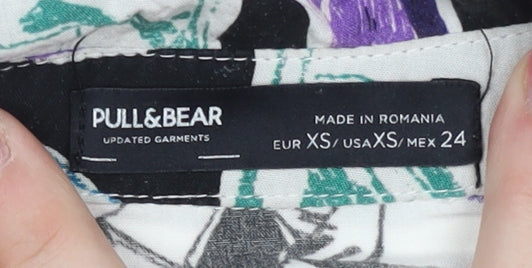 PULL&BEAR
UPDATED GARMENTS
MADE IN ROMANIA
EUR XS/ USA XS/ MEX 24